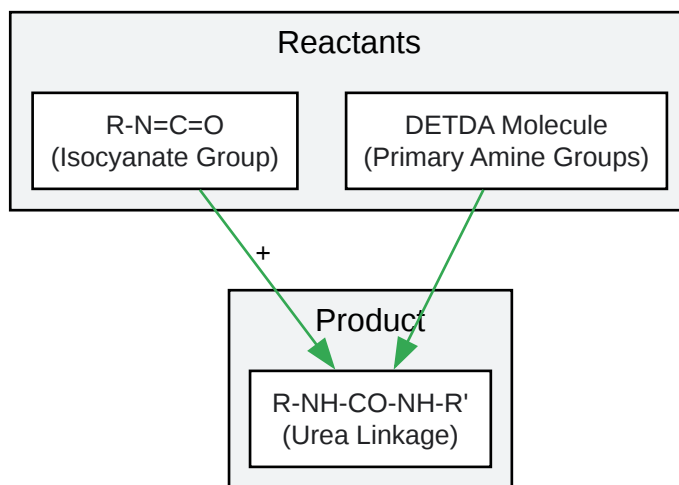 Reactants
R-N=C=O
(Isocyanate Group)
DETDA Molecule
(Primary Amine Groups)
+
Product
R-NH-CO-NH-R'
(Urea Linkage)